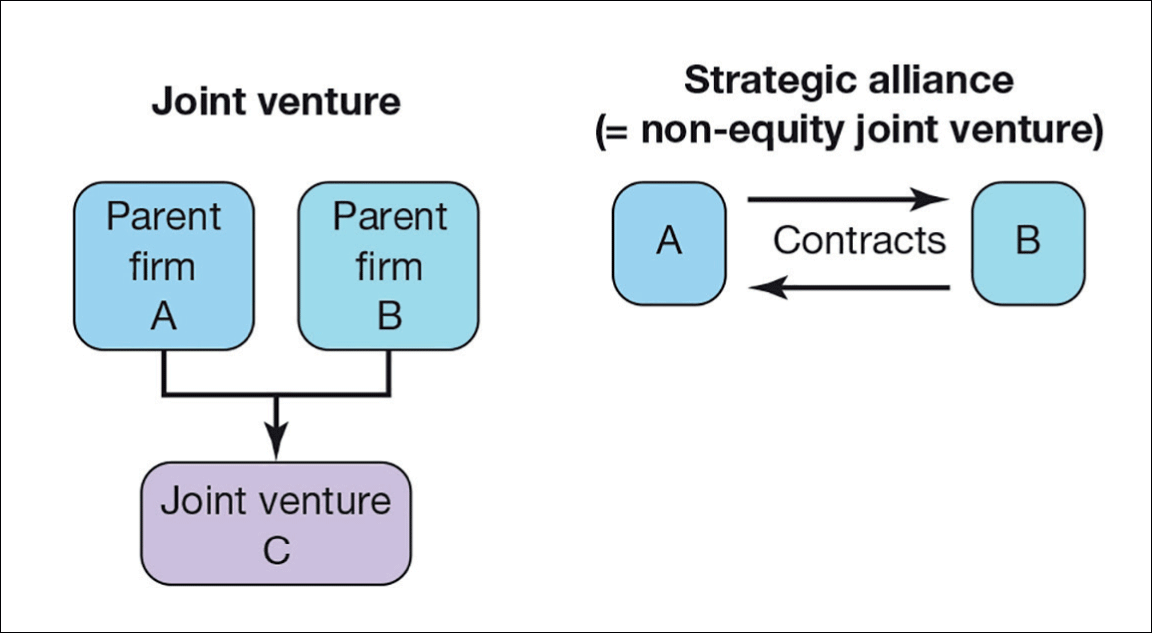 Joint venture
Parent
firm
A
Parent
firm
B
Joint venture
C
Strategic alliance
(= non-equity joint venture)
A
Contracts
B